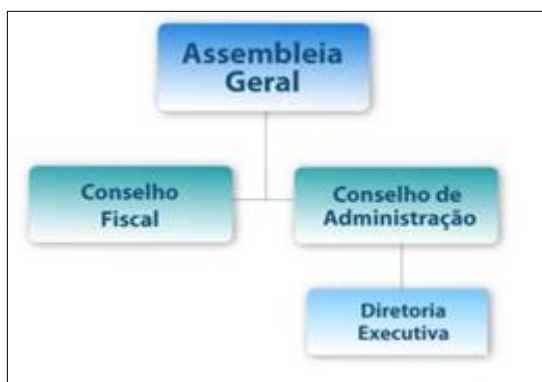 Assembleia
Geral
Conselho
Fiscal
Conselho de
Administração
Diretoria
Executiva